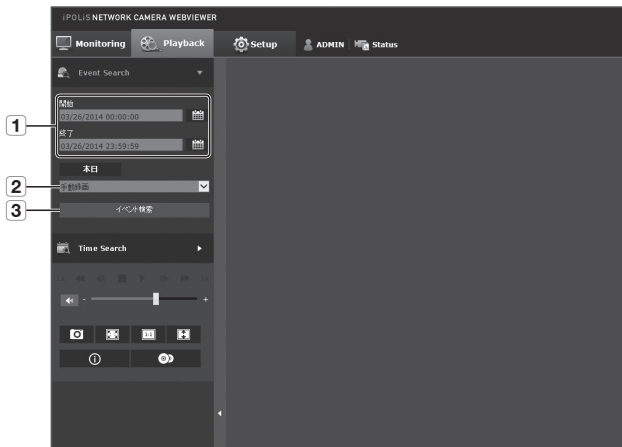 iPOLiS NETWORK CAMERA WEBVIEWER
Monitoring Playback Setup ADMIN Status
Event Search
開始
1
03/26/2014 00:00:00
終了
03/26/2014 23:59:59
本日
2
手動録画
3
イベント検索
Time Search
- +
1:1